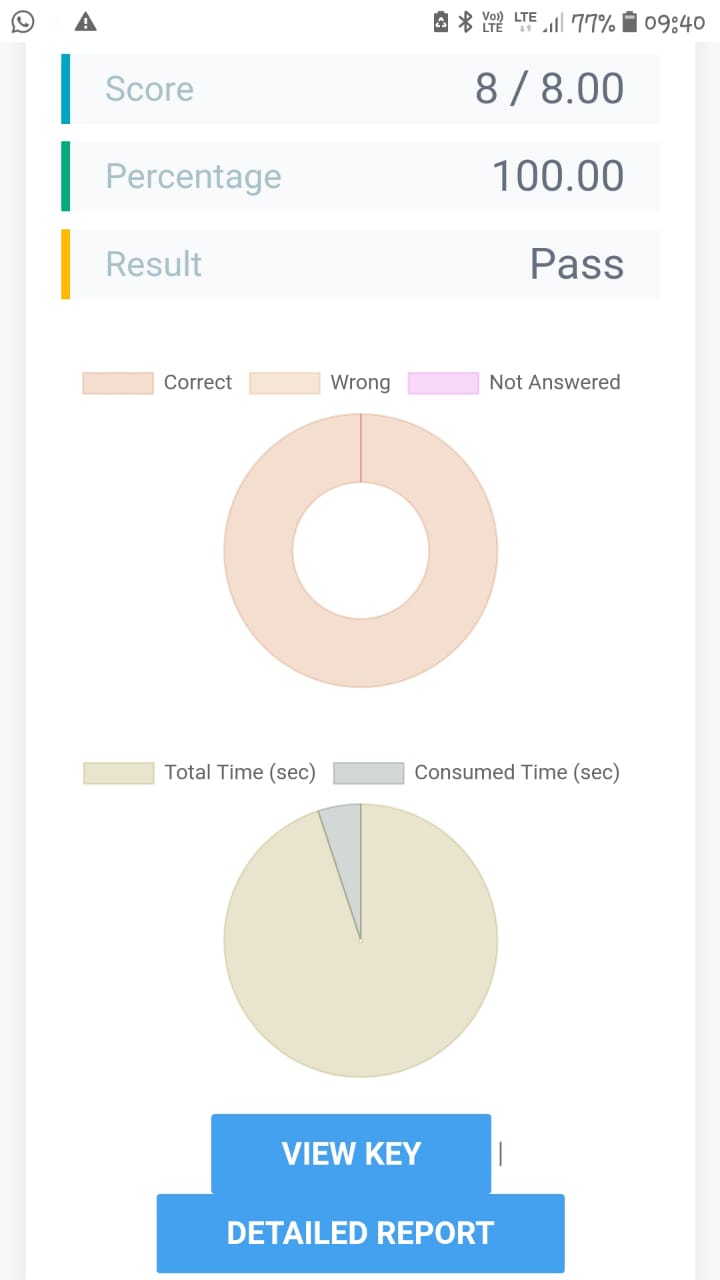 Vo)) LTE LTE 77% 09:40
Score 8 / 8.00
Percentage 100.00
Result Pass
Correct Wrong Not Answered
Total Time (sec) Consumed Time (sec)
VIEW KEY |
DETAILED REPORT